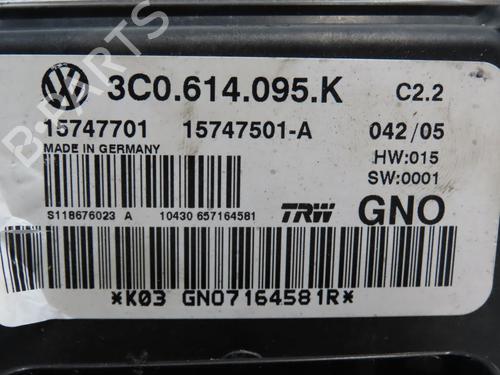 VW 3C0.614.095.K C2.2
15747701 15747501-A 042/05
MADE IN GERMANY HW:015
SW:0001
S118676023 A 10430 657164581 TRW GNO
*K03 GNO7164581R*
B-PARTS